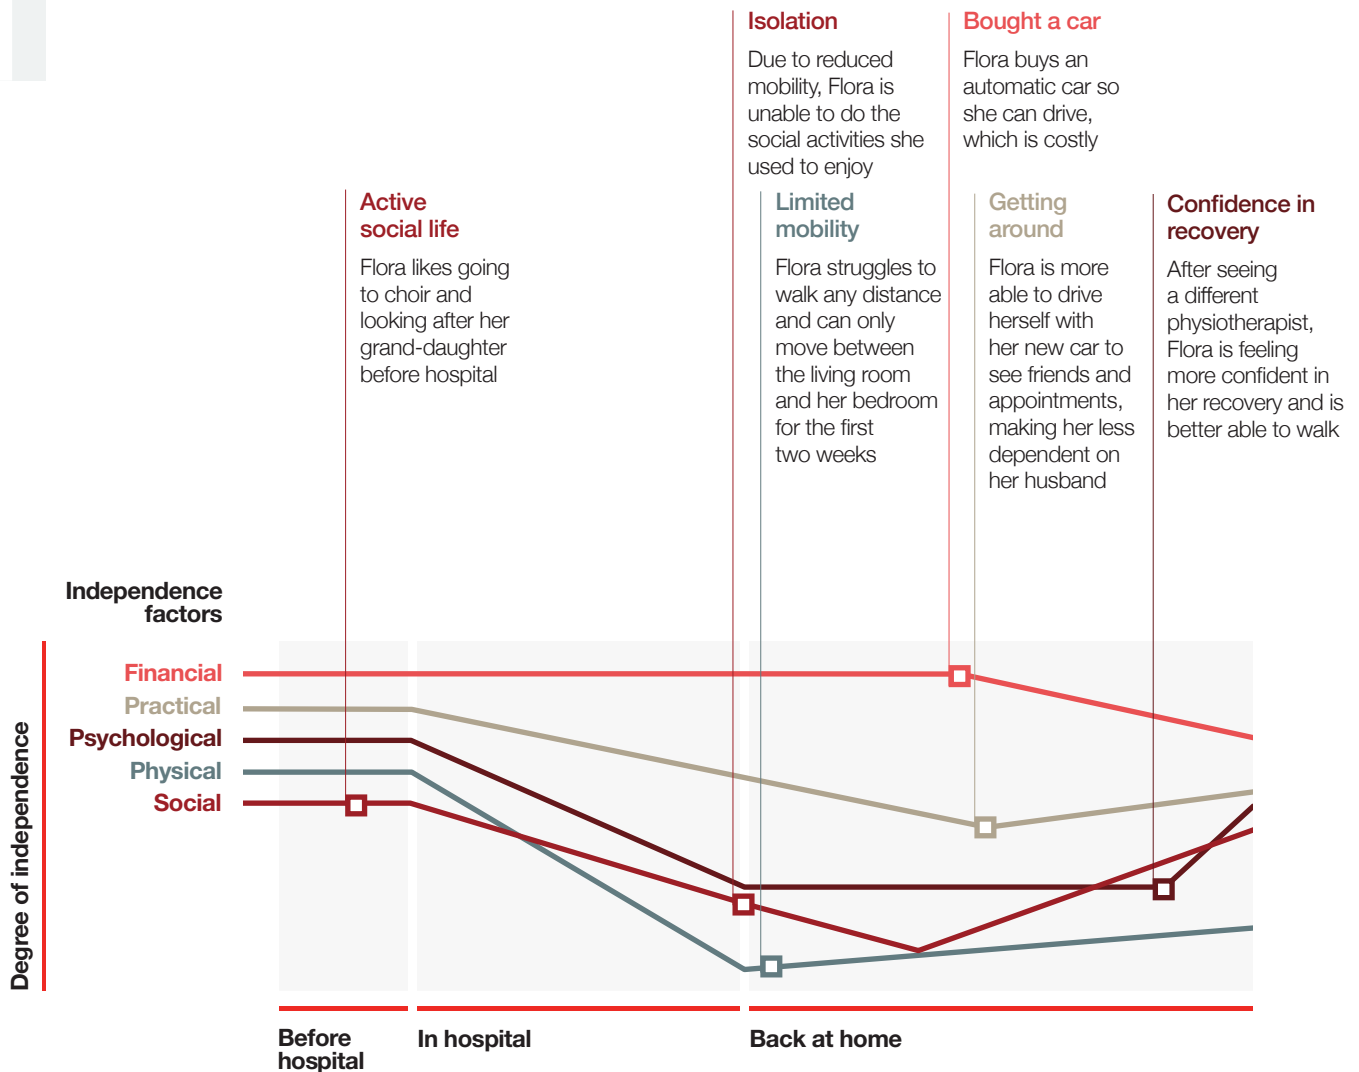 Isolation
Due to reduced
mobility, Flora is
unable to do the
social activities she
used to enjoy
Bought a car
Flora buys an
automatic car so
she can drive,
which is costly
Active
social life
Flora likes going
to choir and
looking after her
grand-daughter
before hospital
Limited
mobility
Flora struggles to
walk any distance
and can only
move between
the living room
and her bedroom
for the first
two weeks
Getting
around
Flora is more
able to drive
herself with
her new car to
see friends and
appointments,
making her less
dependent on
her husband
Confidence in
recovery
After seeing
a different
physiotherapist,
Flora is feeling
more confident in
her recovery and is
better able to walk
Independence
factors
Financial
Practical
Psychological
Physical
Social
Degree of independence
Before
hospital
In hospital
Back at home